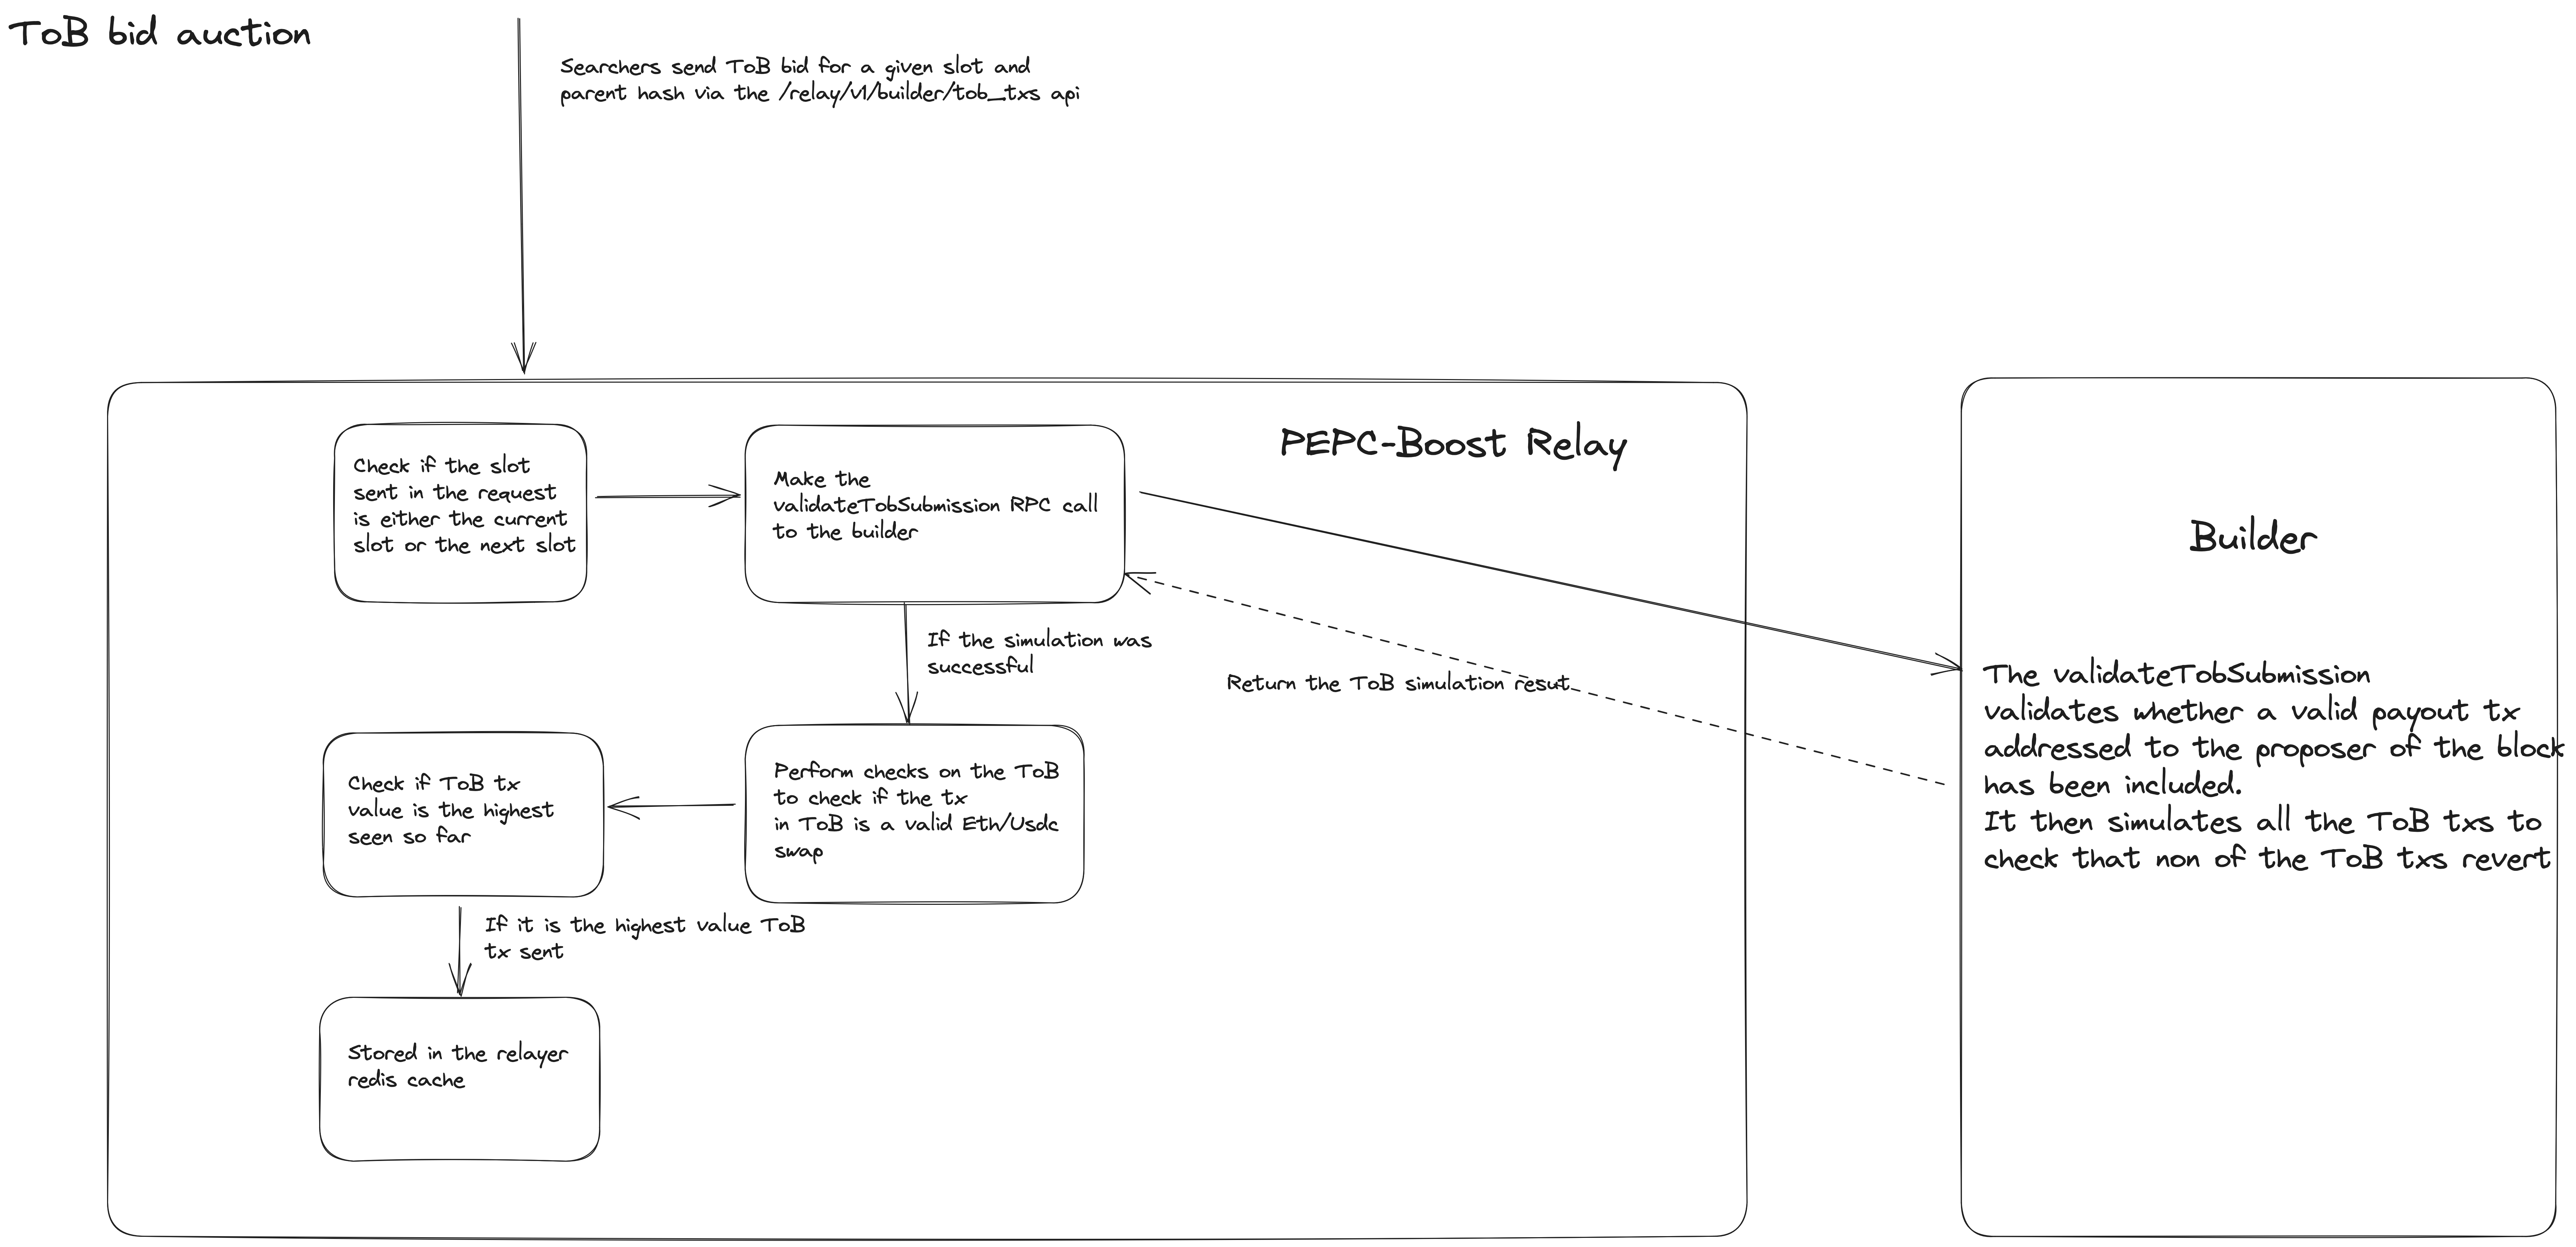 ToB bid auction
Searchers send ToB bid for a given slot and
parent hash via the /relay/v1/builder/tob_txs api
PEPC-Boost Relay
Check if the slot
sent in the request
is either the current
slot or the next slot
Make the
validateTobSubmission RPC call
to the builder
If the simulation was
successful
Return the ToB simulation resut
Perform checks on the ToB
to check if the tx
in ToB is a valid Eth/Usdc
swap
Check if ToB tx
value is the highest
seen so far
If it is the highest value ToB
tx sent
Stored in the relayer
redis cache
Builder
The validateTobSubmission
validates whether a valid payout tx
addressed to the proposer of the block
has been included.
It then simulates all the ToB txs to
check that non of the ToB txs revert